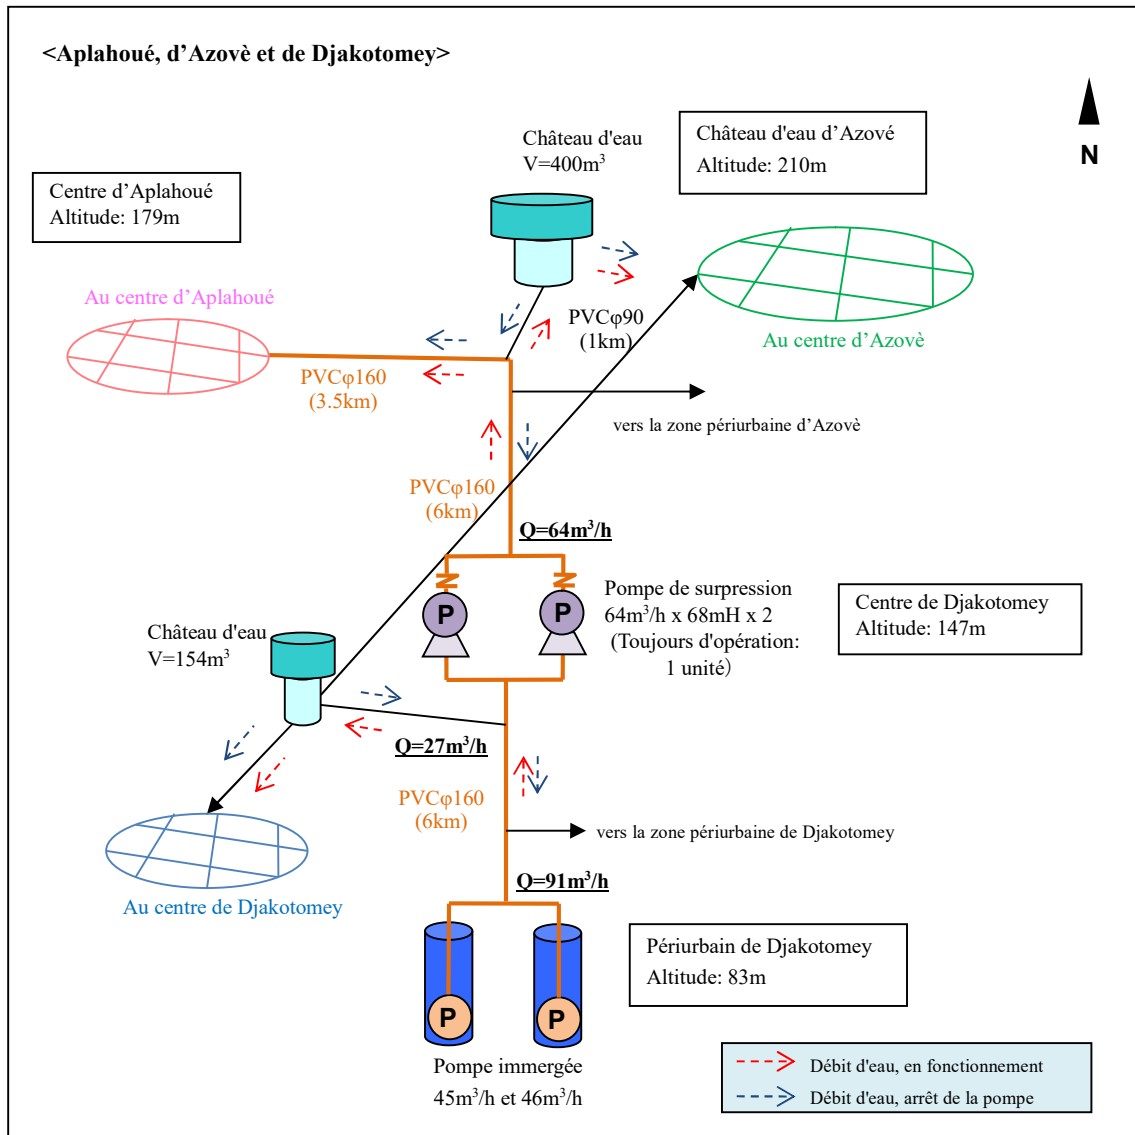 <Aplahoué, d’Azovè et de Djakotomey>
Château d'eau
V=400m³
Château d'eau d’Azové
Altitude: 210m
N
Centre d’Aplahoué
Altitude: 179m
Au centre d’Aplahoué
PVCφ90
(1km)
Au centre d’Azovè
PVCφ160
(3.5km)
vers la zone périurbaine d’Azovè
PVCφ160
(6km)
Q=64m³/h
P
P
Pompe de surpression
64m³/h x 68mH x 2
(Toujours d'opération:
1 unité)
Centre de Djakotomey
Altitude: 147m
Château d'eau
V=154m³
Q=27m³/h
PVCφ160
(6km)
vers la zone périurbaine de Djakotomey
Q=91m³/h
Au centre de Djakotomey
Périurbain de Djakotomey
Altitude: 83m
P
P
Pompe immergée
45m³/h et 46m³/h
Débit d'eau, en fonctionnement
Débit d'eau, arrêt de la pompe